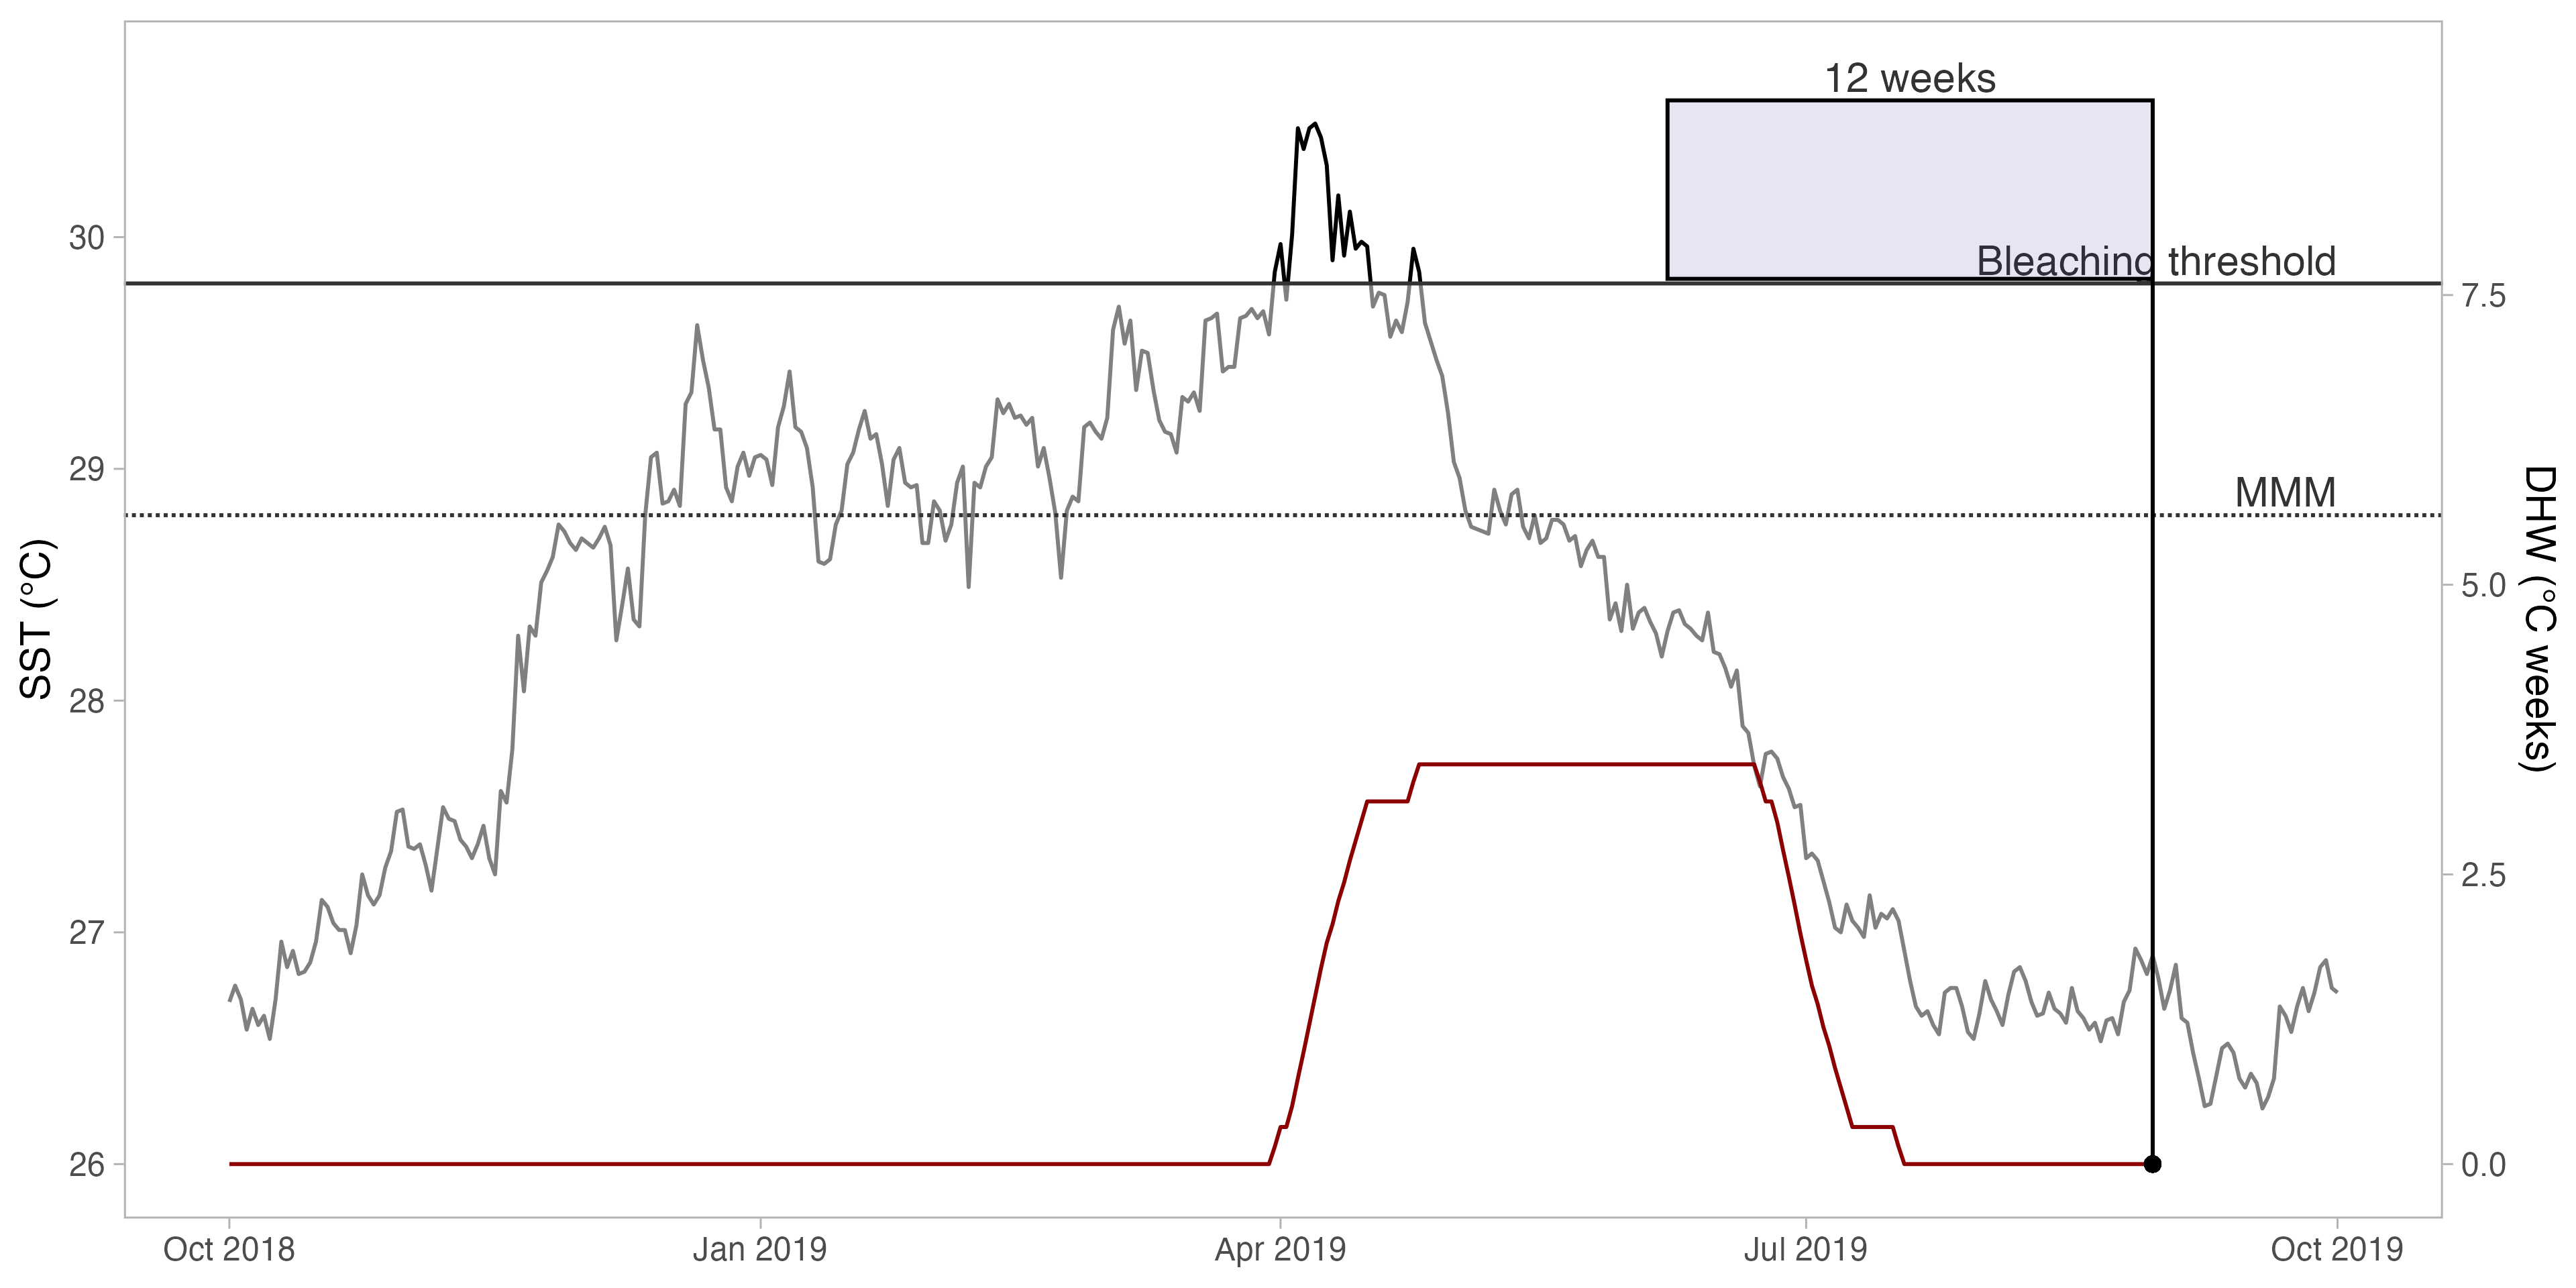 12 weeks
Bleaching threshold
MMM
30
29
28
27
26
SST (°C)
7.5
5.0
2.5
0.0
DHW (°C weeks)
Oct 2018
Jan 2019
Apr 2019
Jul 2019
Oct 2019